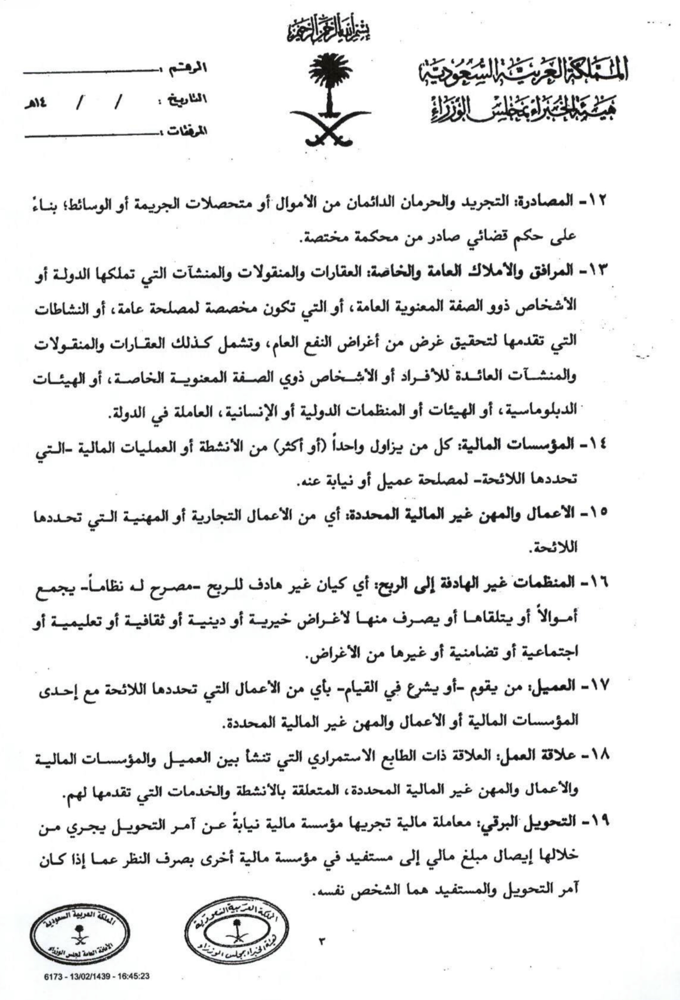 بسم الله الرحمن الرحيم
المملكة العربية السعودية
هيئة الخبراء بمجلس الوزراء
الرقم :
التاريخ : / / ١٤هـ
المرفقات :
١٢- المصادرة: التجريد والحرمان الدائمان من الأموال أو متحصلات الجريمة أو الوسائط؛ بناءً
على حكم قضائي صادر من محكمة مختصة.
١٣- المرافق والأملاك العامة والخاصة: العقارات والمنقولات والمنشآت التي تملكها الدولة أو
الأشخاص ذوو الصفة المعنوية العامة، أو التي تكون مخصصة لمصلحة عامة، أو النشاطات
التي تقدمها لتحقيق غرض من أغراض النفع العام، وتشمل كذلك العقارات والمنقولات
والمنشآت العائدة للأفراد أو الأشخاص ذوي الصفة المعنوية الخاصة، أو الهيئات
الدبلوماسية، أو الهيئات أو المنظمات الدولية أو الإنسانية، العاملة في الدولة.
١٤- المؤسسات المالية: كل من يزاول واحداً (أو أكثر) من الأنشطة أو العمليات المالية -التي
تحددها اللائحة- لمصلحة عميل أو نيابة عنه.
١٥- الأعمال والمهن غير المالية المحددة: أي من الأعمال التجارية أو المهنية التي تحددها
اللائحة.
١٦- المنظمات غير الهادفة إلى الربح: أي كيان غير هادف للربح -مصرح له نظاماً- يجمع
أموالاً أو يتلقاها أو يصرف منها لأغراض خيرية أو دينية أو ثقافية أو تعليمية أو
اجتماعية أو تضامنية أو غيرها من الأغراض.
١٧- العميل: من يقوم -أو يشرع في القيام- بأي من الأعمال التي تحددها اللائحة مع إحدى
المؤسسات المالية أو الأعمال والمهن غير المالية المحددة.
١٨- علاقة العمل: العلاقة ذات الطابع الاستمراري التي تنشأ بين العميل والمؤسسات المالية
والأعمال والمهن غير المالية المحددة، المتعلقة بالأنشطة والخدمات التي تقدمها لهم.
١٩- التحويل البرقي: معاملة مالية تجريها مؤسسة مالية نيابةً عن آمر التحويل يجري من
خلالها إيصال مبلغ مالي إلى مستفيد في مؤسسة مالية أخرى بصرف النظر عما إذا كان
آمر التحويل والمستفيد هما الشخص نفسه.
المملكة العربية السعودية
هيئة الخبراء بمجلس الوزراء
المملكة العربية السعودية
الأمانة العامة لمجلس الوزراء
٣
6173 - 13/02/1439 - 16:45:23